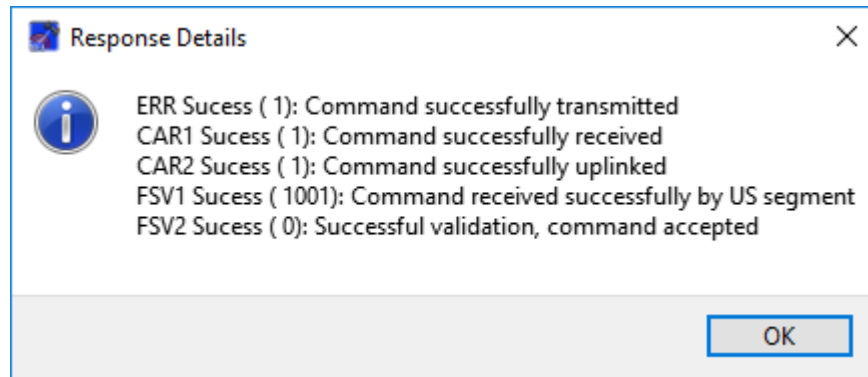 Response Details
ERR Sucess ( 1): Command successfully transmitted
CAR1 Sucess ( 1): Command successfully received
CAR2 Sucess ( 1): Command successfully uplinked
FSV1 Sucess ( 1001): Command received successfully by US segment
FSV2 Sucess ( 0): Successful validation, command accepted
OK